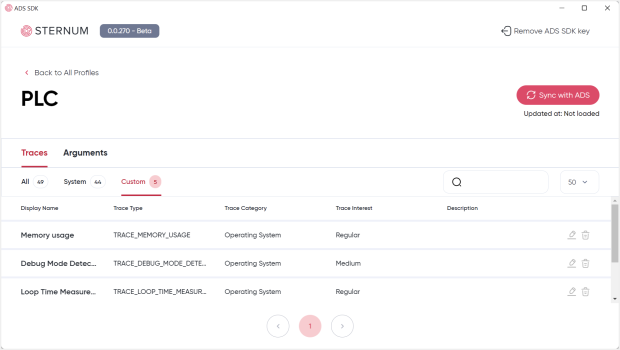 ADS SDK
STERNUM 0.0.270 - Beta Remove ADS SDK key
Back to All Profiles
PLC
Sync with ADS
Updated at: Not loaded
Traces Arguments
All 49 System 44 Custom 5 50
Display Name Trace Type Trace Category Trace Interest Description
Memory usage TRACE_MEMORY_USAGE Operating System Regular
Debug Mode Detec... TRACE_DEBUG_MODE_DETE... Operating System Medium
Loop Time Measure... TRACE_LOOP_TIME_MEASUR... Operating System Regular
1